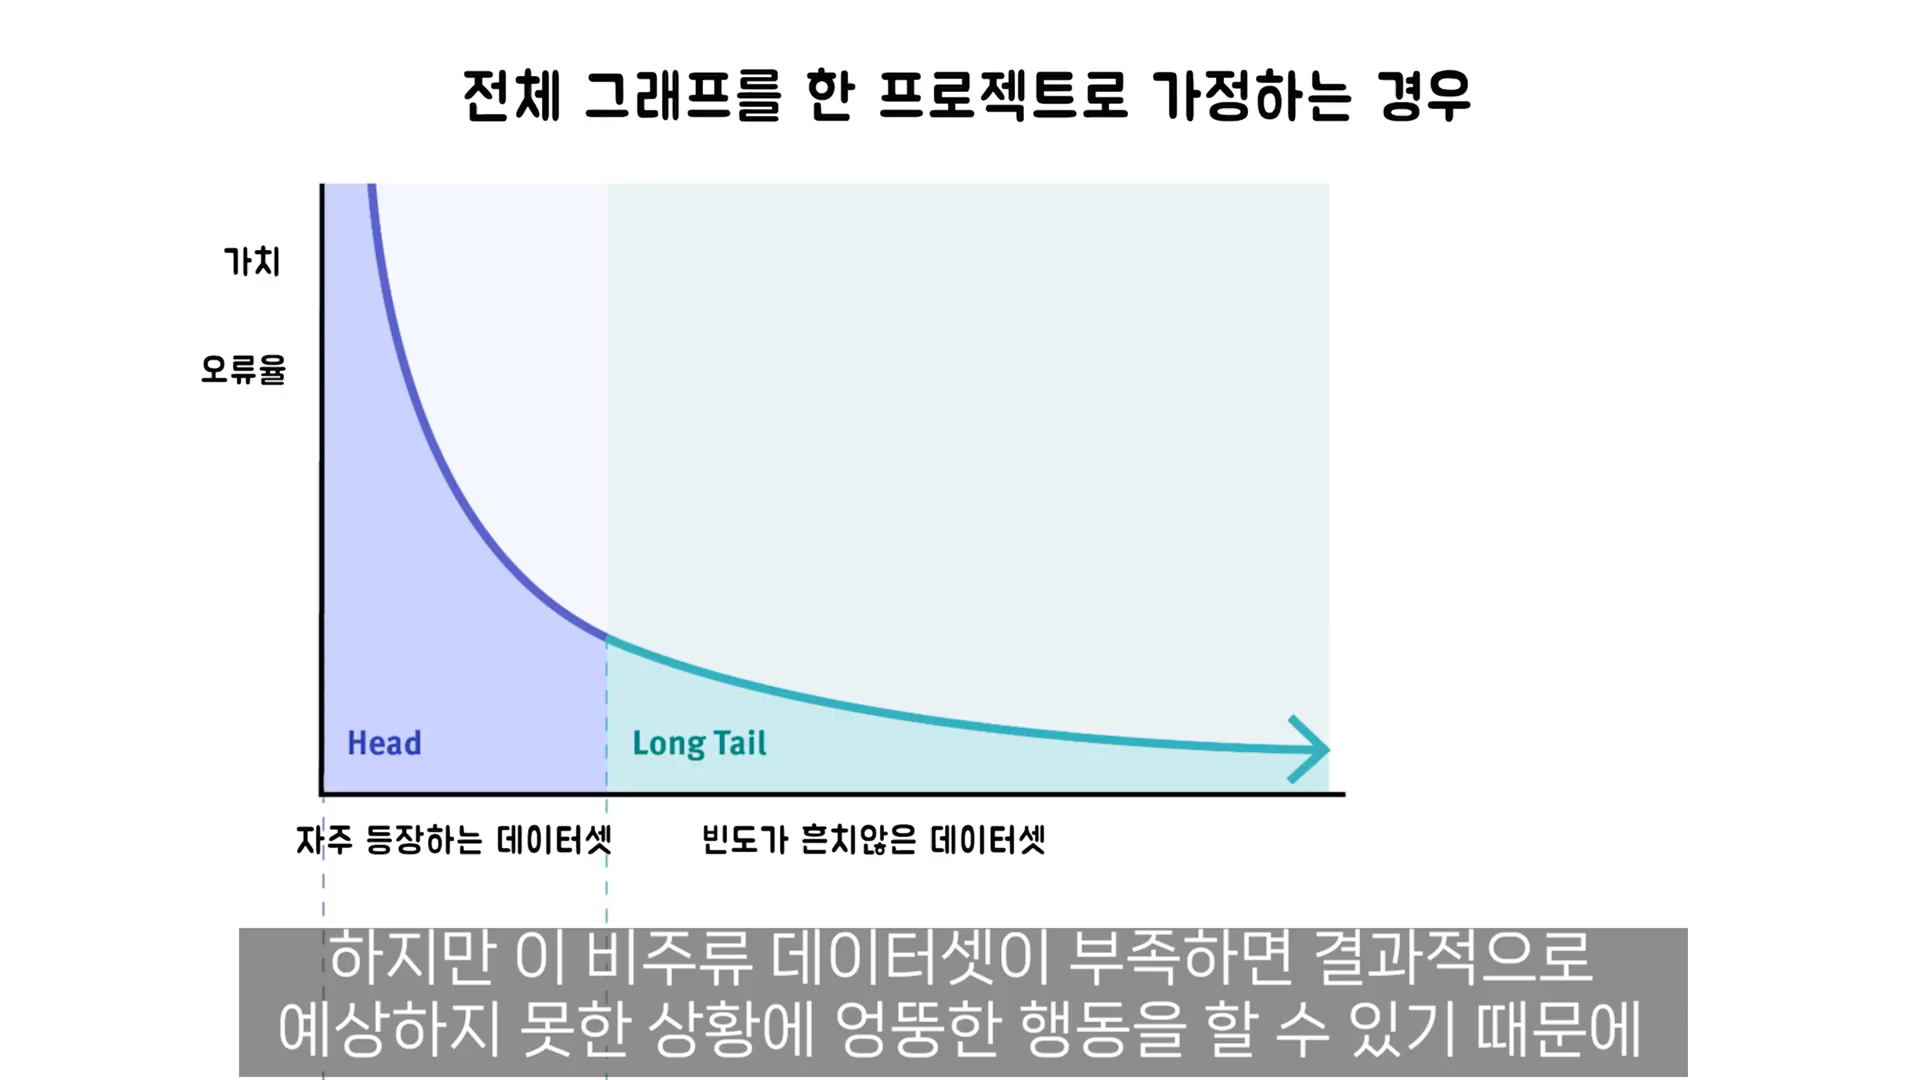 전체 그래프를 한 프로젝트로 가정하는 경우
가치
오류율
Head
Long Tail
자주 등장하는 데이터셋
빈도가 흔치않은 데이터셋
하지만 이 비주류 데이터셋이 부족하면 결과적으로
예상하지 못한 상황에 엉뚱한 행동을 할 수 있기 때문에